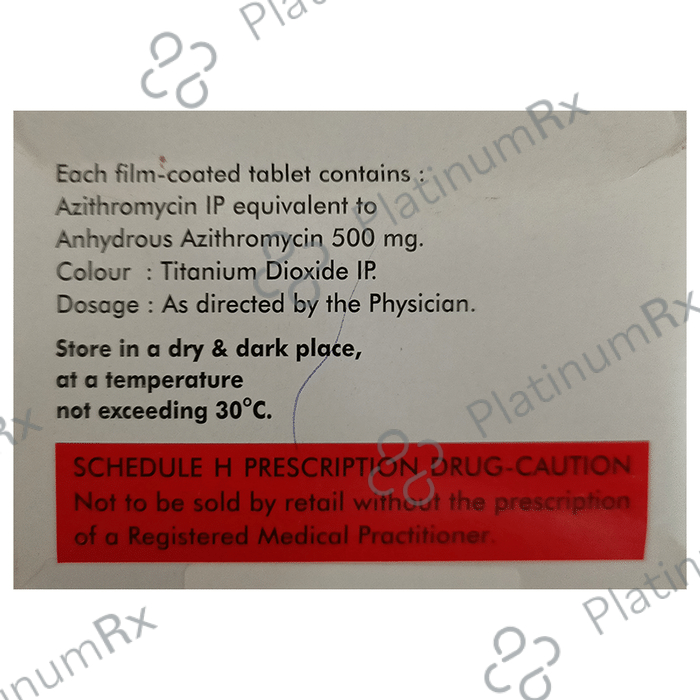 PlatinumRx
PlatinumRx
Each film-coated tablet contains :
Azithromycin IP equivalent to
Anhydrous Azithromycin 500 mg.
Colour : Titanium Dioxide IP.
Dosage : As directed by the Physician.
Store in a dry & dark place,
at a temperature
not exceeding 30°C.
PlatinumRx
SCHEDULE H PRESCRIPTION DRUG-CAUTION
Not to be sold by retail without the prescription
of a Registered Medical Practitioner.
PlatinumRx
PlatinumRx